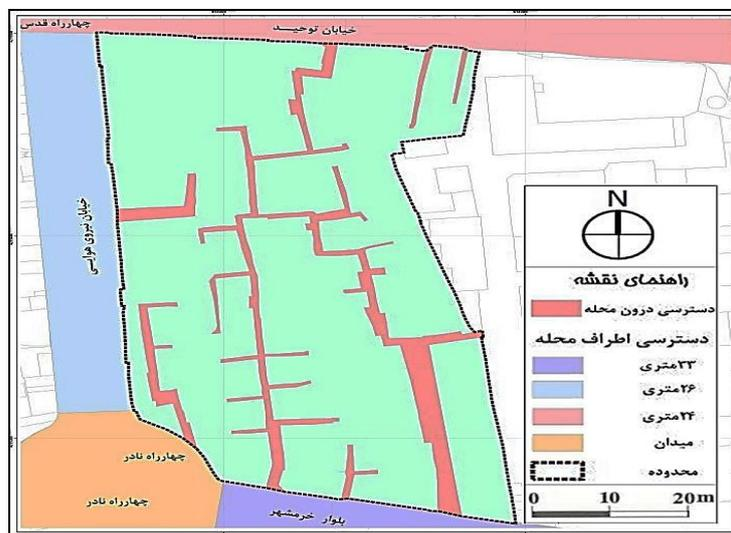 چهارراه قدس
خیابان توحید
خیابان نیروی هوایی
چهارراه نادر
چهارراه نادر
بلوار خرمشهر
N
راهنمای نقشه
دسترسی درون محله
دسترسی اطراف محله
۳۳متری
۲۶متری
۲۴متری
میدان
محدوده
0 10 20m